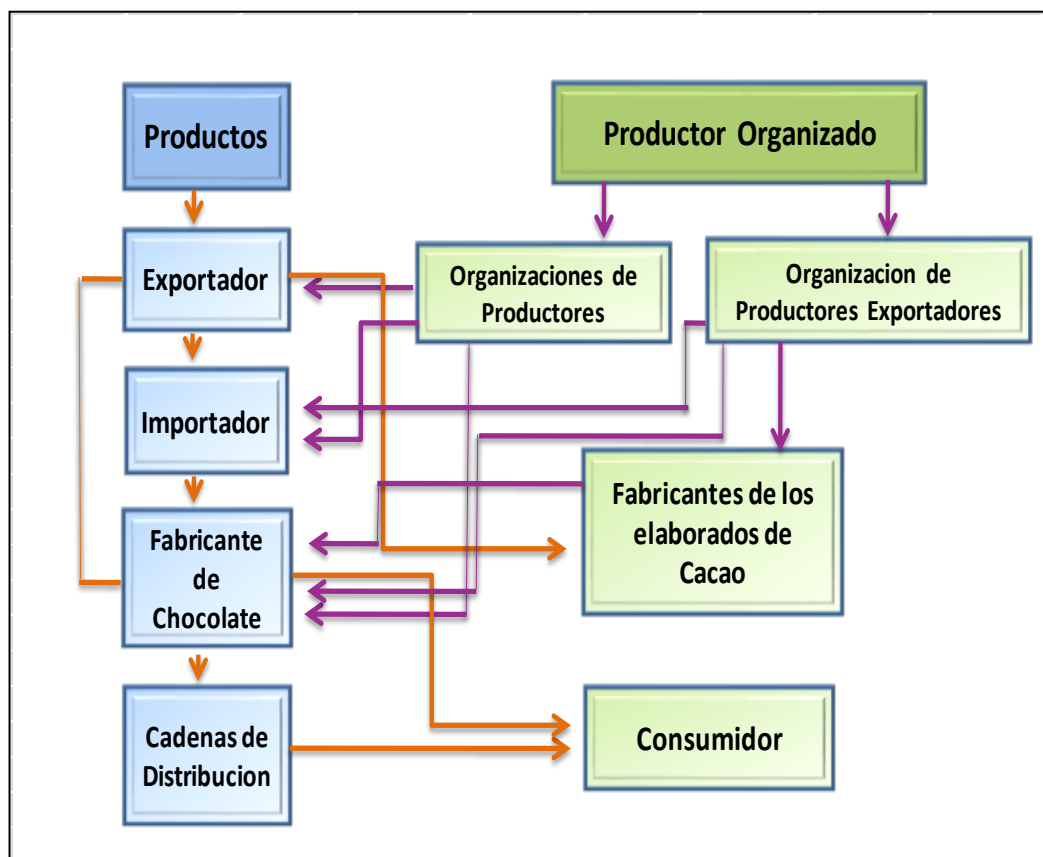 Productos
Productor Organizado
Exportador
Organizaciones de
Productores
Organizacion de
Productores Exportadores
Importador
Fabricantes de los
elaborados de
Cacao
Fabricante
de
Chocolate
Cadenas de
Distribucion
Consumidor